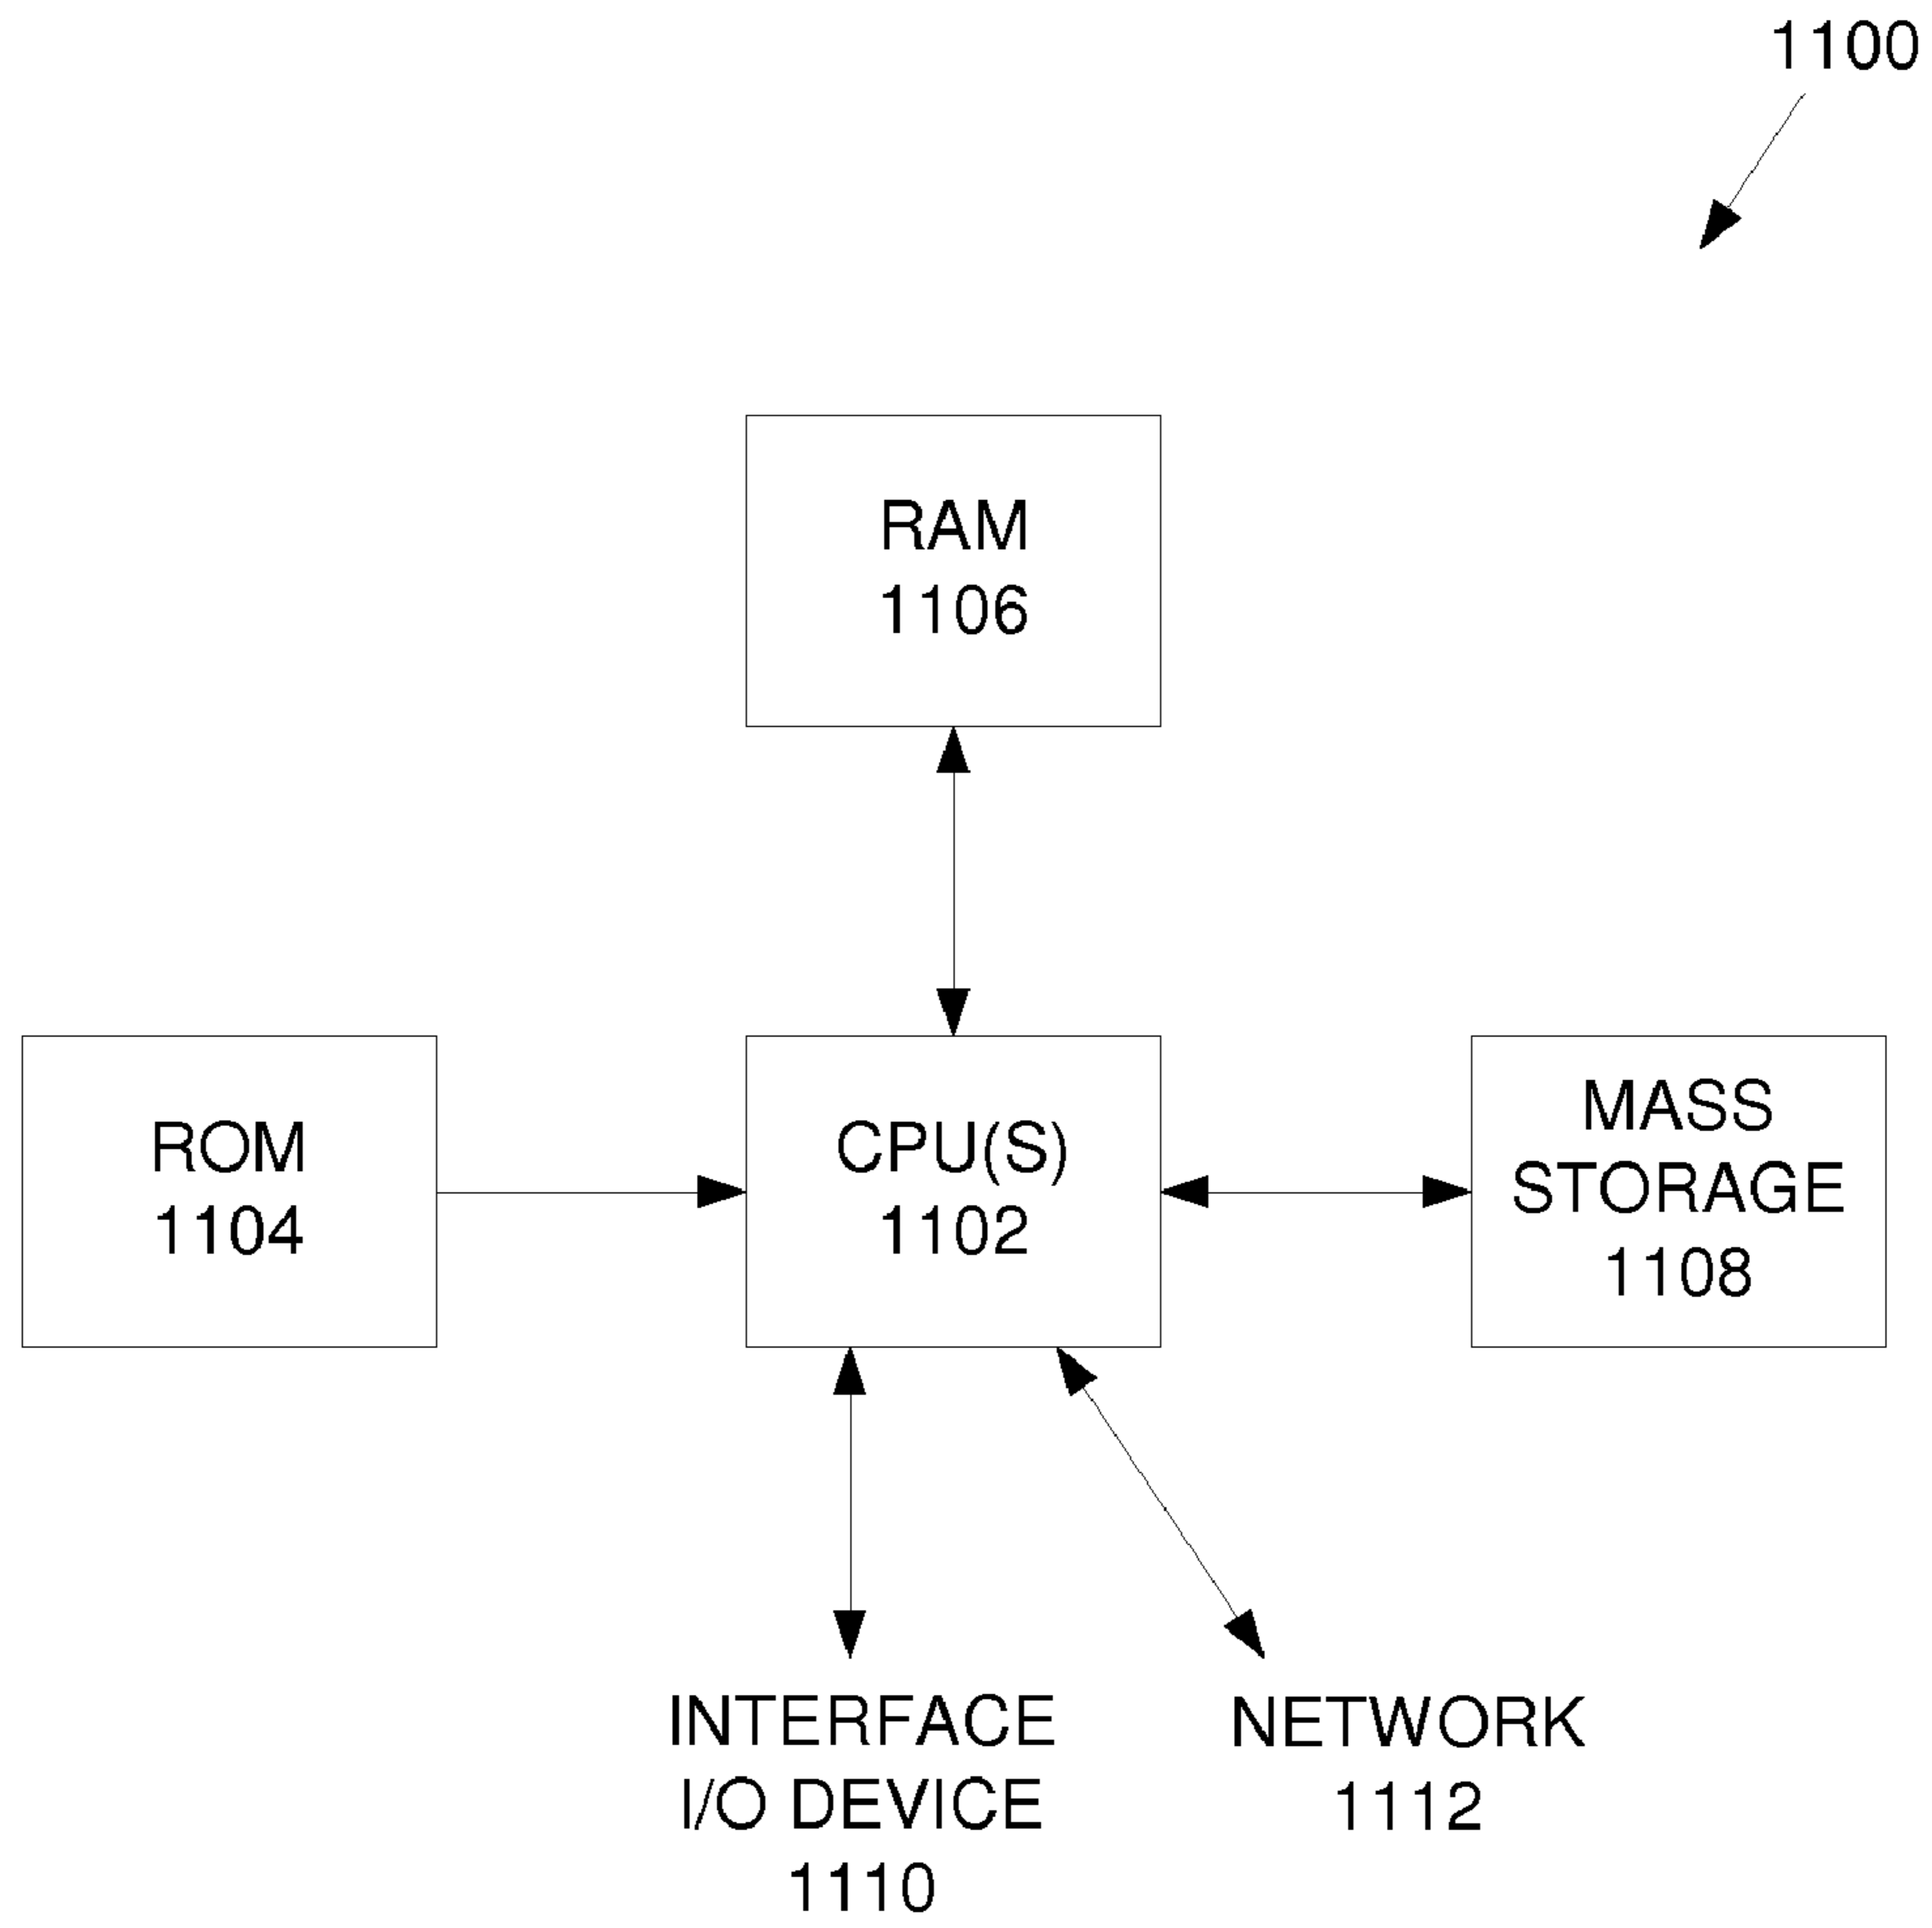 1100
RAM
1106
ROM
1104
CPU(S)
1102
MASS
STORAGE
1108
INTERFACE
I/O DEVICE
1110
NETWORK
1112